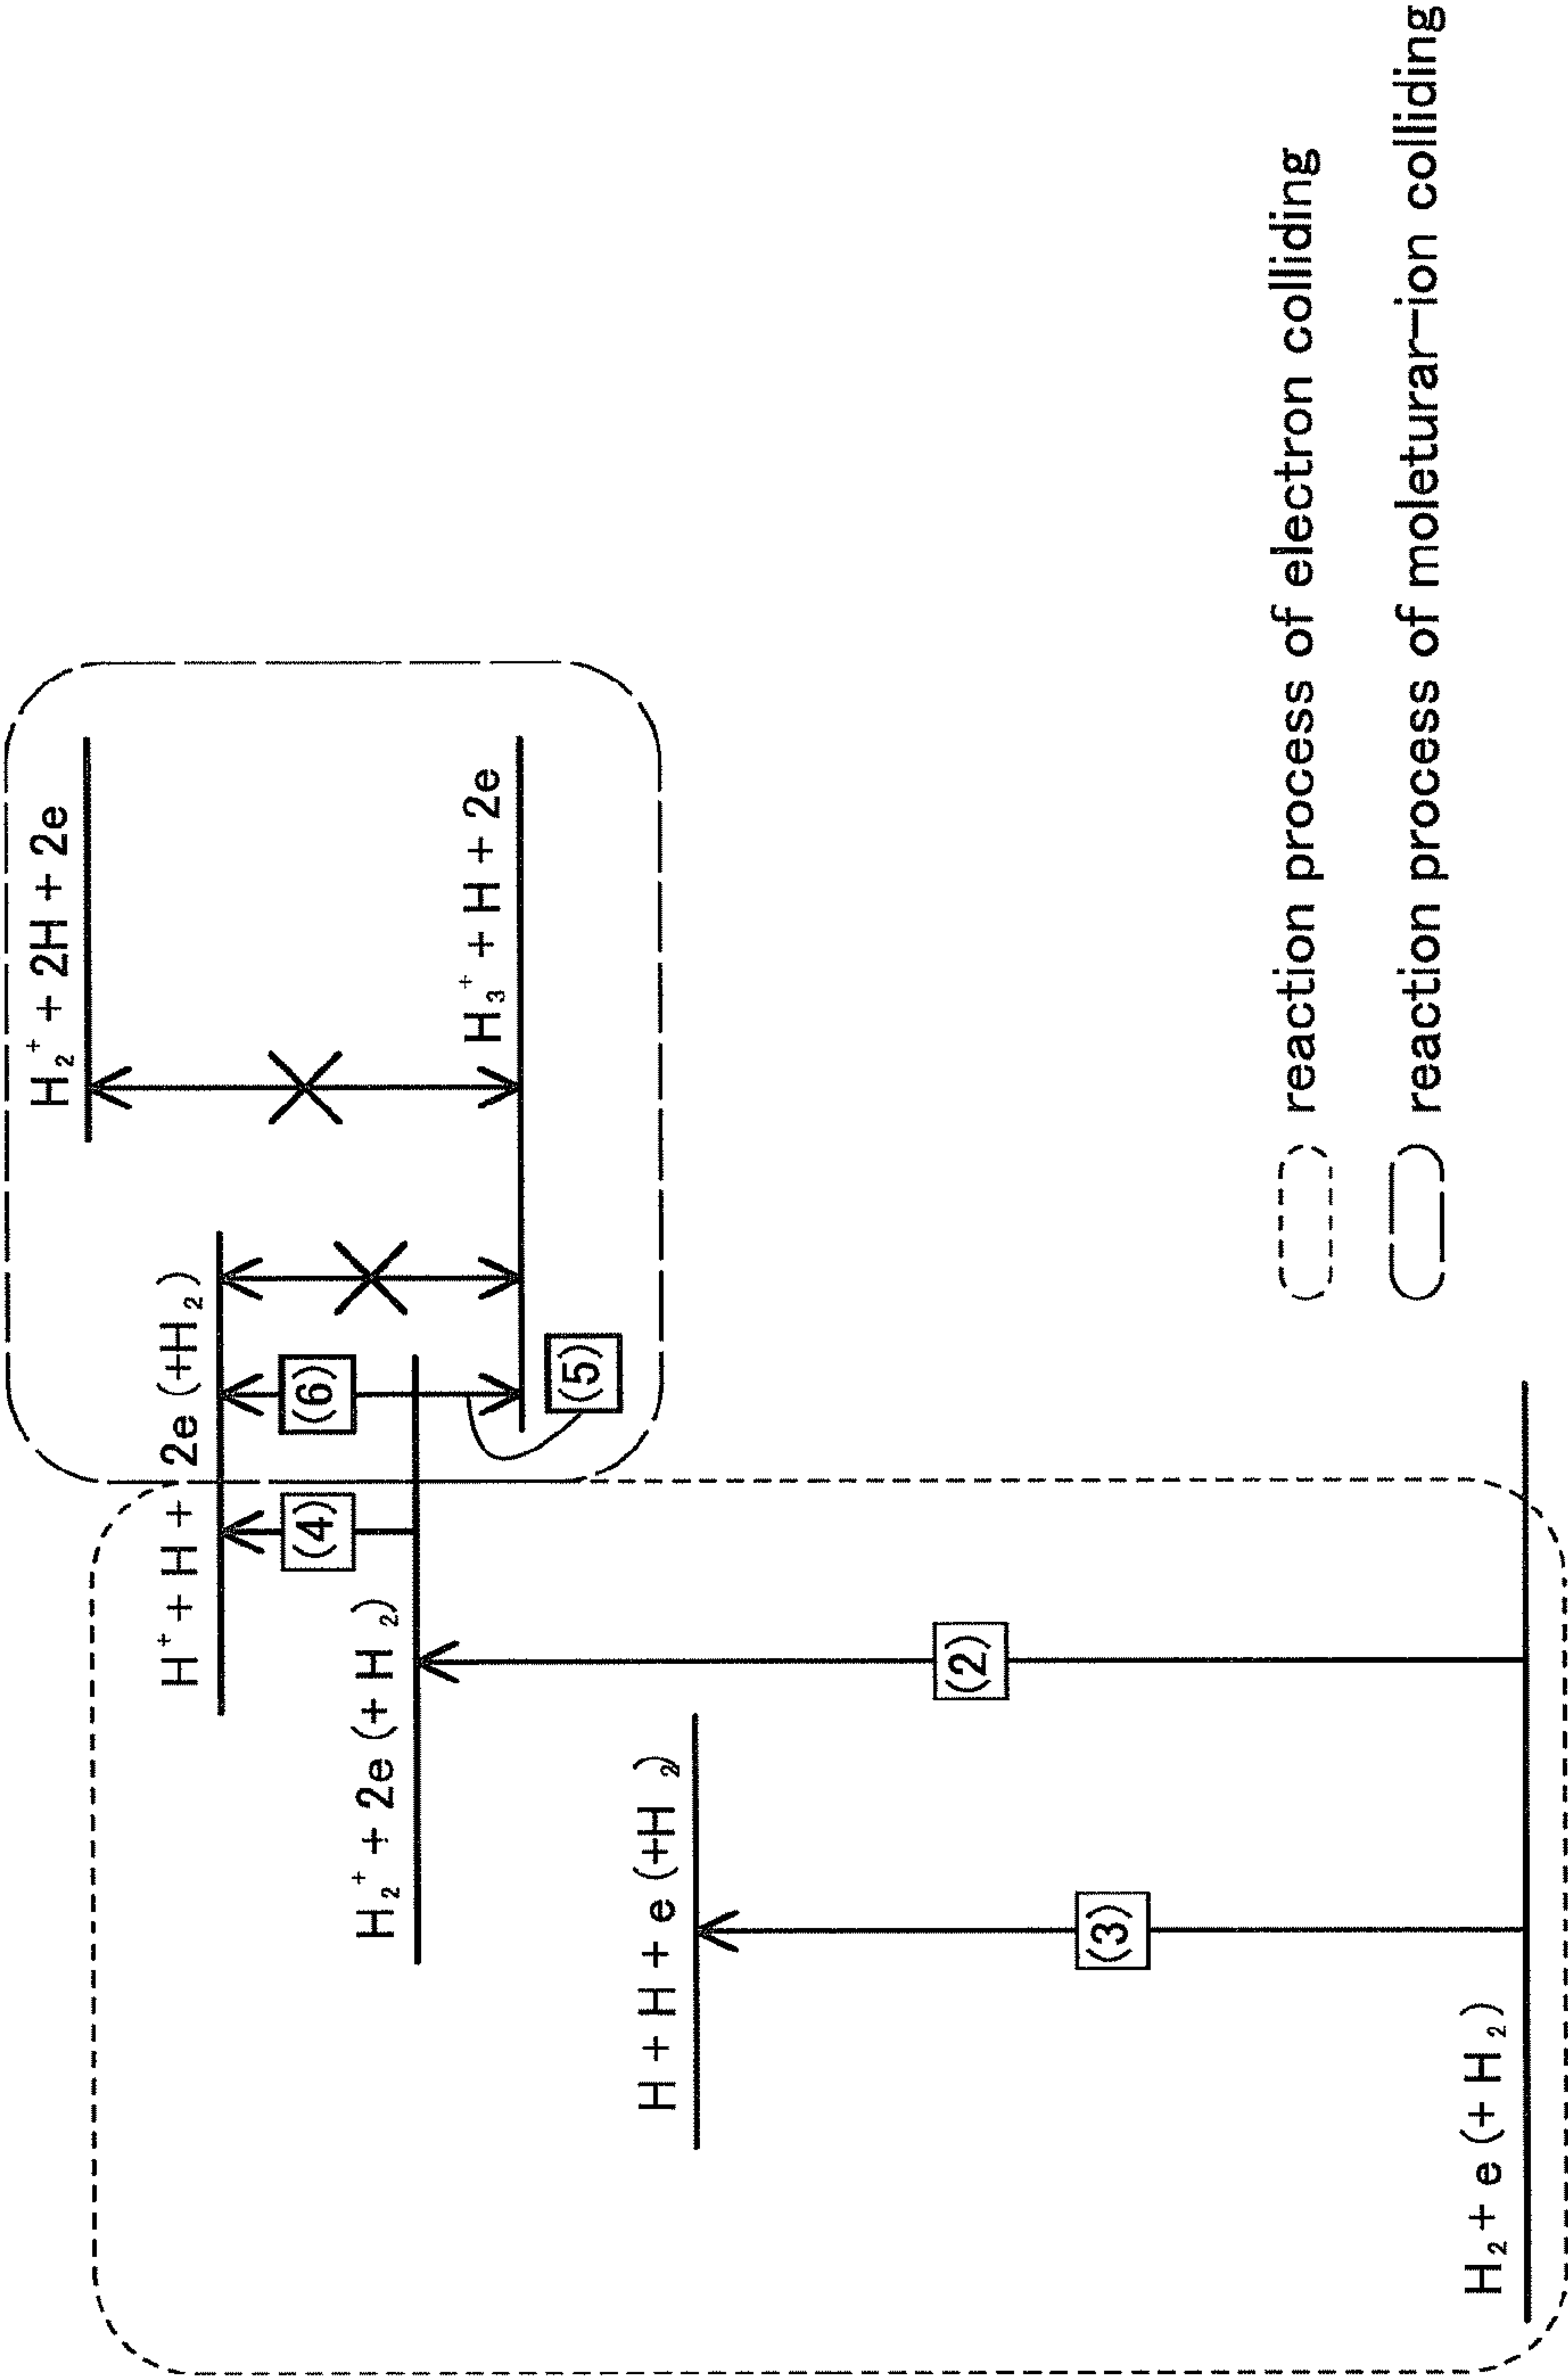 H₂⁺ + 2H + 2e
H⁺ + H + 2e (+H₂)
(6)
(4)
H₂⁺ + 2e (+ H₂)
H₃⁺ + H + 2e
(5)
H + H + e (+H₂)
(2)
(3)
H₂ + e (+ H₂)
reaction process of electron colliding
reaction process of moleturar-ion colliding